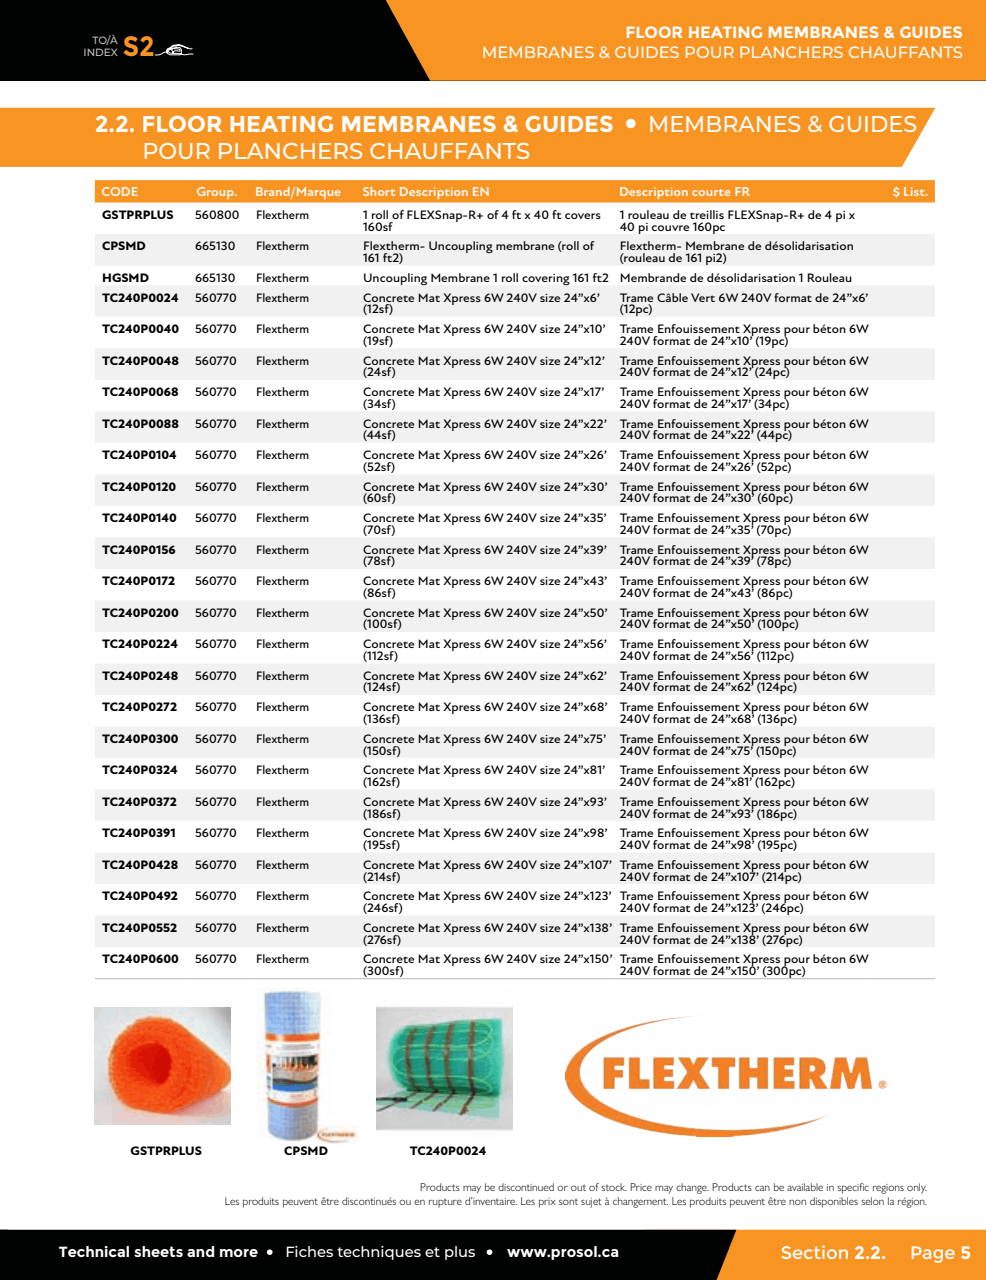 TO/À
INDEX S2
FLOOR HEATING MEMBRANES & GUIDES
MEMBRANES & GUIDES POUR PLANCHERS CHAUFFANTS
2.2. FLOOR HEATING MEMBRANES & GUIDES • MEMBRANES & GUIDES
POUR PLANCHERS CHAUFFANTS
CODE Group. Brand/Marque Short Description EN Description courte FR $ List.
GSTPRPLUS 560800 Flextherm 1 roll of FLEXSnap-R+ of 4 ft x 40 ft covers 1 rouleau de treillis FLEXSnap-R+ de 4 pi x
160sf 40 pi couvre 160pc
CPSMD 665130 Flextherm Flextherm- Uncoupling membrane (roll of Flextherm- Membrane de désolidarisation
161 ft2) (rouleau de 161 pi2)
HGSMD 665130 Flextherm Uncoupling Membrane 1 roll covering 161 ft2 Membrande de désolidarisation 1 Rouleau
TC240P0024 560770 Flextherm Concrete Mat Xpress 6W 240V size 24”x6’ Trame Câble Vert 6W 240V format de 24”x6’
(12sf) (12pc)
TC240P0040 560770 Flextherm Concrete Mat Xpress 6W 240V size 24”x10’ Trame Enfouissement Xpress pour béton 6W
(19sf) 240V format de 24”x10’ (19pc)
TC240P0048 560770 Flextherm Concrete Mat Xpress 6W 240V size 24”x12’ Trame Enfouissement Xpress pour béton 6W
(24sf) 240V format de 24”x12’ (24pc)
TC240P0068 560770 Flextherm Concrete Mat Xpress 6W 240V size 24”x17’ Trame Enfouissement Xpress pour béton 6W
(34sf) 240V format de 24”x17’ (34pc)
TC240P0088 560770 Flextherm Concrete Mat Xpress 6W 240V size 24”x22’ Trame Enfouissement Xpress pour béton 6W
(44sf) 240V format de 24”x22’ (44pc)
TC240P0104 560770 Flextherm Concrete Mat Xpress 6W 240V size 24”x26’ Trame Enfouissement Xpress pour béton 6W
(52sf) 240V format de 24”x26’ (52pc)
TC240P0120 560770 Flextherm Concrete Mat Xpress 6W 240V size 24”x30’ Trame Enfouissement Xpress pour béton 6W
(60sf) 240V format de 24”x30’ (60pc)
TC240P0140 560770 Flextherm Concrete Mat Xpress 6W 240V size 24”x35’ Trame Enfouissement Xpress pour béton 6W
(70sf) 240V format de 24”x35’ (70pc)
TC240P0156 560770 Flextherm Concrete Mat Xpress 6W 240V size 24”x39’ Trame Enfouissement Xpress pour béton 6W
(78sf) 240V format de 24”x39’ (78pc)
TC240P0172 560770 Flextherm Concrete Mat Xpress 6W 240V size 24”x43’ Trame Enfouissement Xpress pour béton 6W
(86sf) 240V format de 24”x43’ (86pc)
TC240P0200 560770 Flextherm Concrete Mat Xpress 6W 240V size 24”x50’ Trame Enfouissement Xpress pour béton 6W
(100sf) 240V format de 24”x50’ (100pc)
TC240P0224 560770 Flextherm Concrete Mat Xpress 6W 240V size 24”x56’ Trame Enfouissement Xpress pour béton 6W
(112sf) 240V format de 24”x56’ (112pc)
TC240P0248 560770 Flextherm Concrete Mat Xpress 6W 240V size 24”x62’ Trame Enfouissement Xpress pour béton 6W
(124sf) 240V format de 24”x62’ (124pc)
TC240P0272 560770 Flextherm Concrete Mat Xpress 6W 240V size 24”x68’ Trame Enfouissement Xpress pour béton 6W
(136sf) 240V format de 24”x68’ (136pc)
TC240P0300 560770 Flextherm Concrete Mat Xpress 6W 240V size 24”x75’ Trame Enfouissement Xpress pour béton 6W
(150sf) 240V format de 24”x75’ (150pc)
TC240P0324 560770 Flextherm Concrete Mat Xpress 6W 240V size 24”x81’ Trame Enfouissement Xpress pour béton 6W
(162sf) 240V format de 24”x81’ (162pc)
TC240P0372 560770 Flextherm Concrete Mat Xpress 6W 240V size 24”x93’ Trame Enfouissement Xpress pour béton 6W
(186sf) 240V format de 24”x93’ (186pc)
TC240P0391 560770 Flextherm Concrete Mat Xpress 6W 240V size 24”x98’ Trame Enfouissement Xpress pour béton 6W
(195sf) 240V format de 24”x98’ (195pc)
TC240P0428 560770 Flextherm Concrete Mat Xpress 6W 240V size 24”x107’ Trame Enfouissement Xpress pour béton 6W
(214sf) 240V format de 24”x107’ (214pc)
TC240P0492 560770 Flextherm Concrete Mat Xpress 6W 240V size 24”x123’ Trame Enfouissement Xpress pour béton 6W
(246sf) 240V format de 24”x123’ (246pc)
TC240P0552 560770 Flextherm Concrete Mat Xpress 6W 240V size 24”x138’ Trame Enfouissement Xpress pour béton 6W
(276sf) 240V format de 24”x138’ (276pc)
TC240P0600 560770 Flextherm Concrete Mat Xpress 6W 240V size 24”x150’ Trame Enfouissement Xpress pour béton 6W
(300sf) 240V format de 24”x150’ (300pc)
FLEXTHERM
FLEXTHERM®
GSTPRPLUS CPSMD TC240P0024
Products may be discontinued or out of stock. Price may change. Products can be available in specific regions only.
Les produits peuvent être discontinués ou en rupture d’inventaire. Les prix sont sujet à changement. Les produits peuvent être non disponibles selon la région.
Technical sheets and more • Fiches techniques et plus • www.prosol.ca
Section 2.2. Page 5